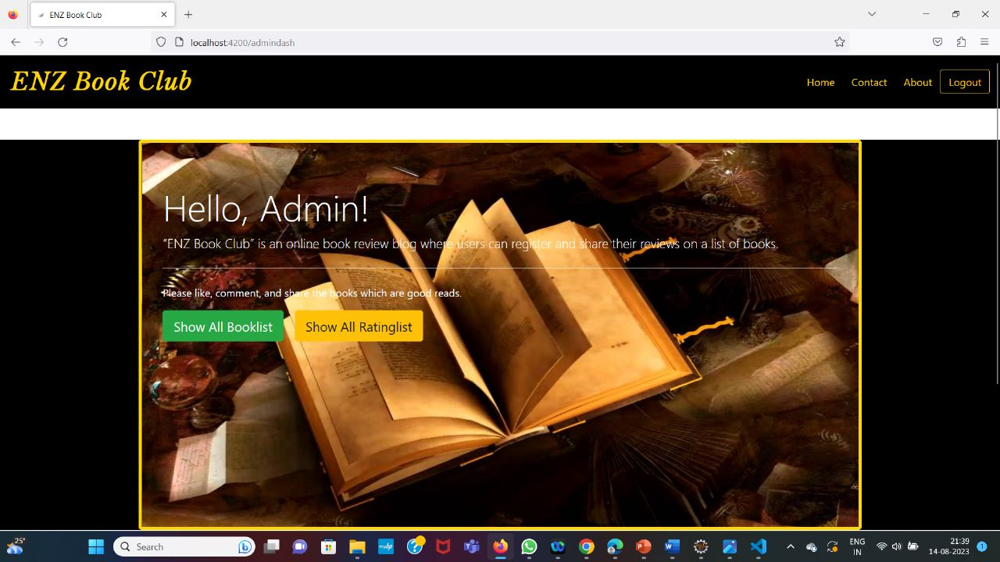 ENZ Book Club
localhost:4200/admindash
ENZ Book Club
Home Contact About Logout
Hello, Admin!
“ENZ Book Club” is an online book review blog where users can register and share their reviews on a list of books.
Please like, comment, and share the books which are good reads.
Show All Booklist Show All Ratinglist
25°
Search
myhp
ENG
IN
21:39
14-08-2023
1